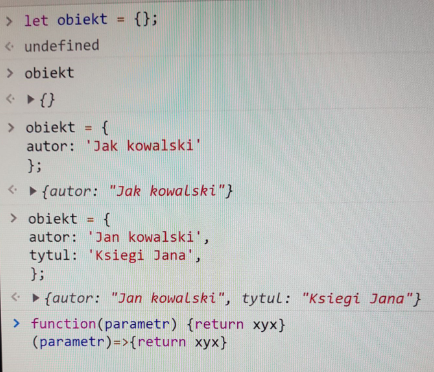 > let obiekt = {};
<· undefined
> obiekt
<· ▶{}
> obiekt = {
autor: 'Jak kowalski'
};
<· ▶{autor: "Jak kowalski"}
> obiekt = {
autor: 'Jan kowalski',
tytul: 'Ksiegi Jana',
};
<· ▶{autor: "Jan kowalski", tytul: "Ksiegi Jana"}
> function(parametr) {return xyx}
(parametr)=>{return xyx}